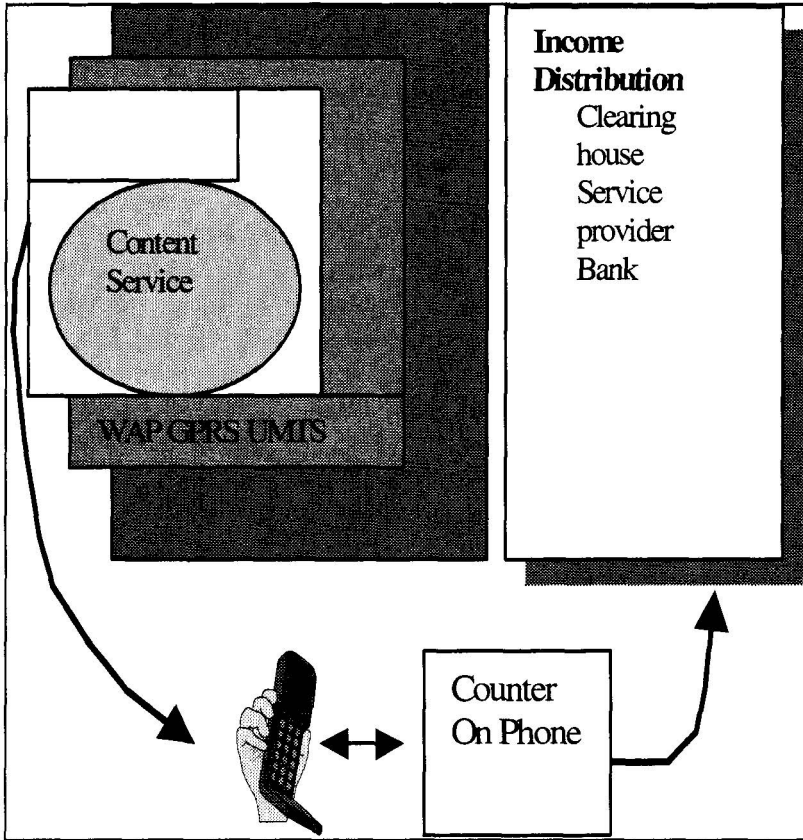 Income
Distribution
Clearing
house
Service
provider
Bank
Content
Service
WAP GPRS UMTS
Counter
On Phone